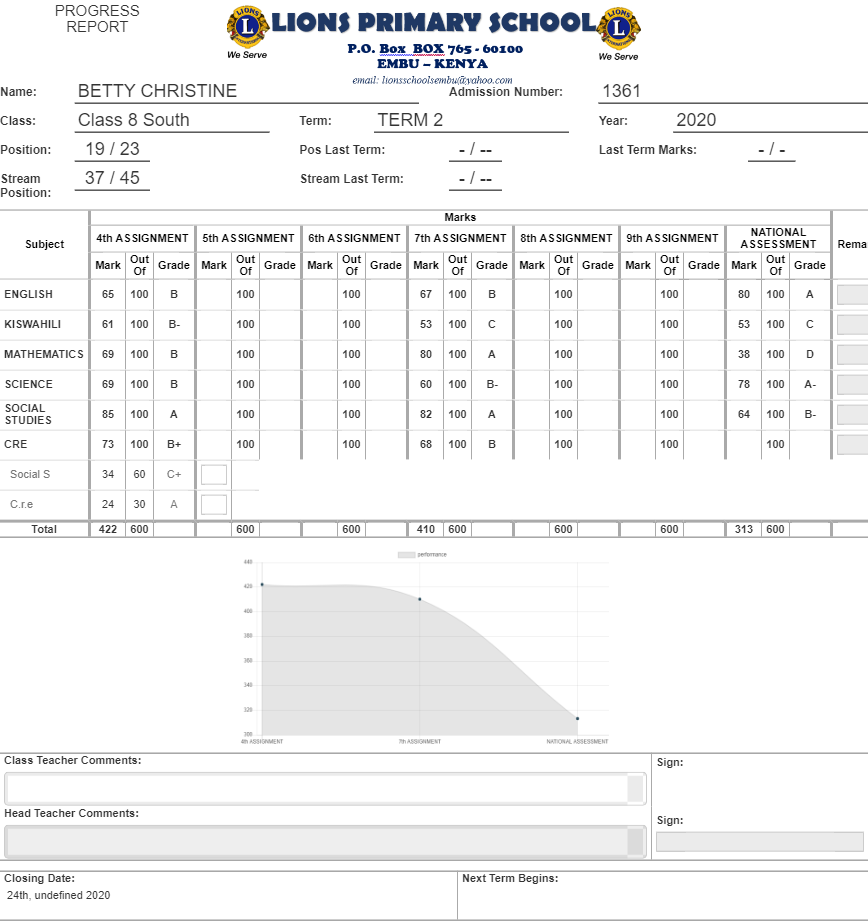 PROGRESS
REPORT
LIONS PRIMARY SCHOOL
We Serve
We Serve
P.O. Box BOX 765 - 60100
EMBU – KENYA
email: lionsschoolsembu@yahoo.com
Name: BETTY CHRISTINE Admission Number: 1361
Class: Class 8 South Term: TERM 2 Year: 2020
Position: 19 / 23 Pos Last Term: - / -- Last Term Marks: - / -
Stream Position: 37 / 45 Stream Last Term: - / --
Marks
Subject 4th ASSIGNMENT 5th ASSIGNMENT 6th ASSIGNMENT 7th ASSIGNMENT 8th ASSIGNMENT 9th ASSIGNMENT NATIONAL ASSESSMENT Rema
Mark Out Of Grade Mark Out Of Grade Mark Out Of Grade Mark Out Of Grade Mark Out Of Grade Mark Out Of Grade Mark Out Of Grade
ENGLISH 65 100 B 100 100 67 100 B 100 100 80 100 A
KISWAHILI 61 100 B- 100 100 53 100 C 100 100 53 100 C
MATHEMATICS 69 100 B 100 100 80 100 A 100 100 38 100 D
SCIENCE 69 100 B 100 100 60 100 B- 100 100 78 100 A-
SOCIAL STUDIES 85 100 A 100 100 82 100 A 100 100 64 100 B-
CRE 73 100 B+ 100 100 68 100 B 100 100 100
Social S 34 60 C+
C.r.e 24 30 A
Total 422 600 600 600 410 600 600 600 313 600
performance
440
420
400
380
360
340
320
300
4th ASSIGNMENT 7th ASSIGNMENT NATIONAL ASSESSMENT
Class Teacher Comments: Sign:
Head Teacher Comments: Sign:
Closing Date: Next Term Begins:
24th, undefined 2020